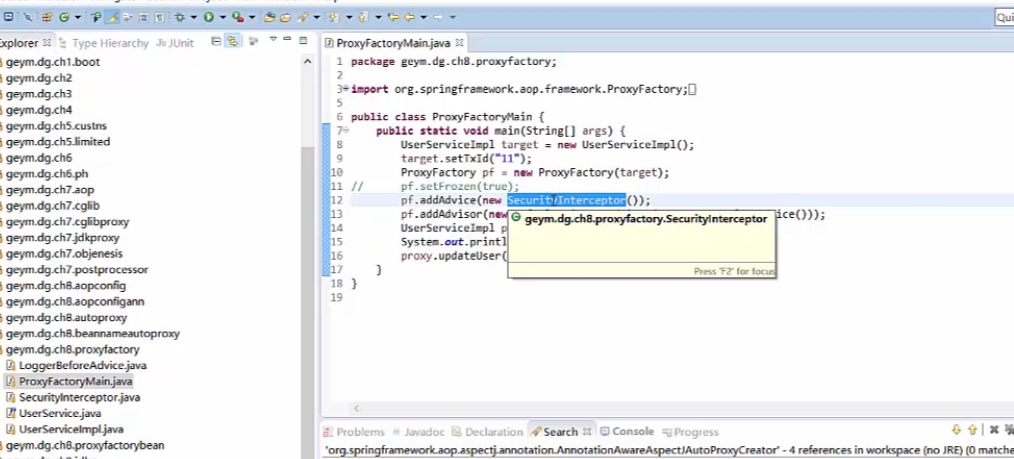 Qui
Explorer Type Hierarchy JUnit
geym.dg.ch1.boot
geym.dg.ch2
geym.dg.ch3
geym.dg.ch4
geym.dg.ch5.custns
geym.dg.ch5.limited
geym.dg.ch6
geym.dg.ch6.ph
geym.dg.ch7.aop
geym.dg.ch7.cglib
geym.dg.ch7.cglibproxy
geym.dg.ch7.jdkproxy
geym.dg.ch7.objenesis
geym.dg.ch7.postprocessor
geym.dg.ch8.aopconfig
geym.dg.ch8.aopconfigann
geym.dg.ch8.autoproxy
geym.dg.ch8.beannameautoproxy
geym.dg.ch8.proxyfactory
LoggerBeforeAdvice.java
ProxyFactoryMain.java
SecurityInterceptor.java
UserService.java
UserServiceImpl.java
geym.dg.ch8.proxyfactorybean
ProxyFactoryMain.java
1 package geym.dg.ch8.proxyfactory;
2
3 import org.springframework.aop.framework.ProxyFactory;
5
6 public class ProxyFactoryMain {
7 public static void main(String[] args) {
8 UserServiceImpl target = new UserServiceImpl();
9 target.setTxId("11");
10 ProxyFactory pf = new ProxyFactory(target);
11 // pf.setFrozen(true);
12 pf.addAdvice(new SecurityInterceptor());
13 pf.addAdvisor(new ice()));
14 UserServiceImpl p
15 System.out.printl
16 proxy.updateUser(
17 }
18 }
19
geym.dg.ch8.proxyfactory.SecurityInterceptor
Press 'F2' for focus
Problems Javadoc Declaration Search Console Progress
'org.springframework.aop.aspectj.annotation.AnnotationAwareAspectJAutoProxyCreator' - 4 references in workspace (no JRE) (0 matche